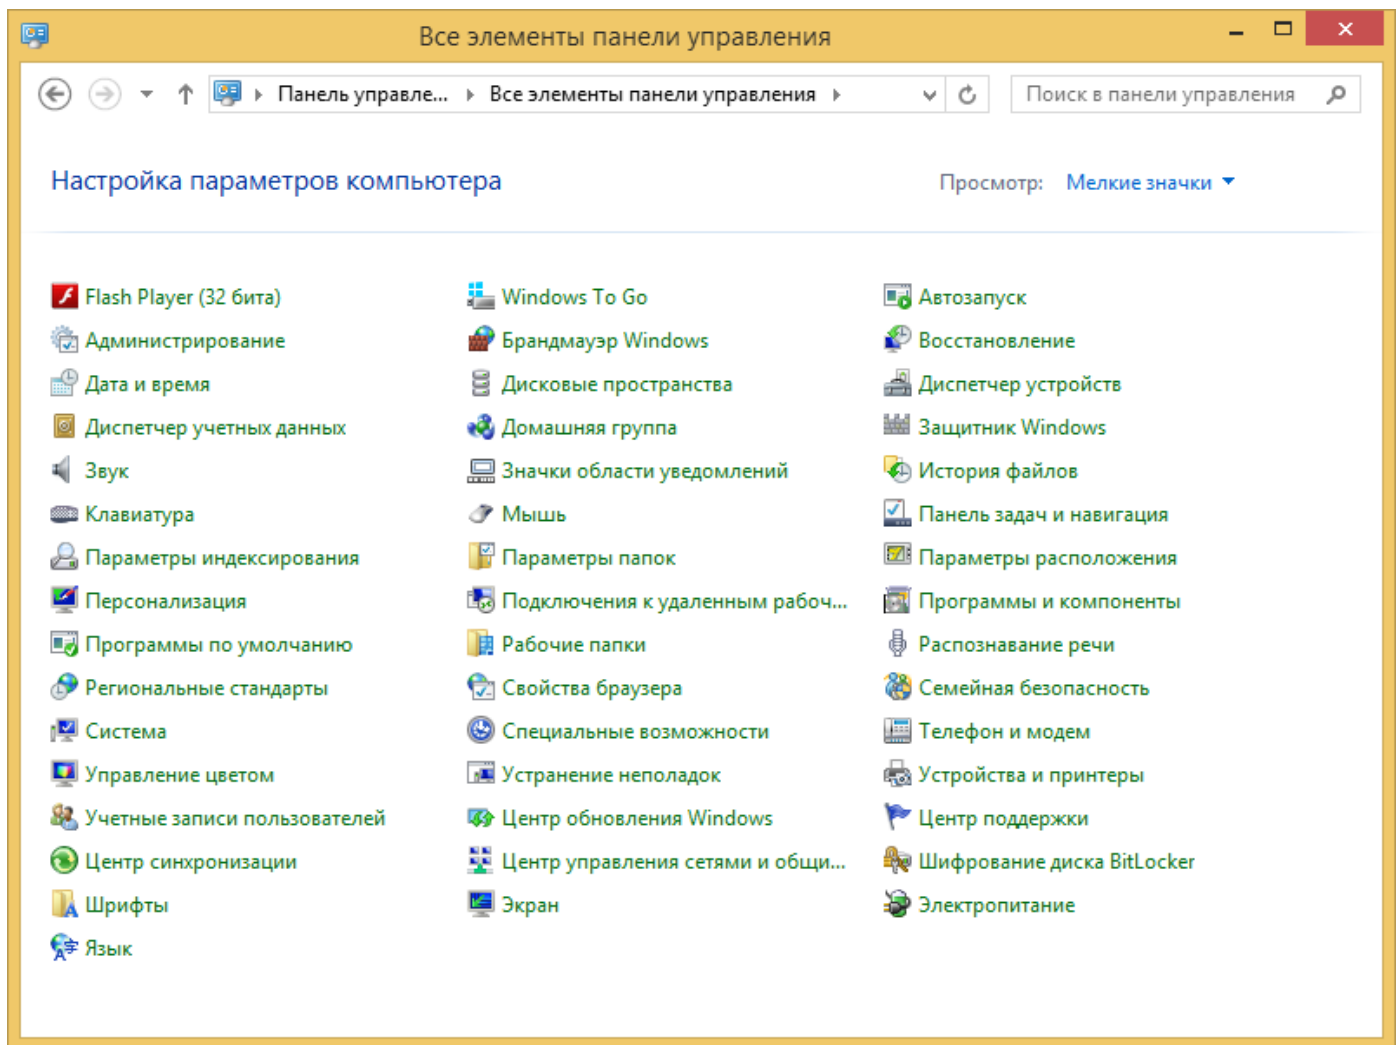 Все элементы панели управления
Панель управле... Все элементы панели управления Поиск в панели управления
Настройка параметров компьютера Просмотр: Мелкие значки
Flash Player (32 бита) Windows To Go Автозапуск
Администрирование Брандмауэр Windows Восстановление
Дата и время Дисковые пространства Диспетчер устройств
Диспетчер учетных данных Домашняя группа Защитник Windows
Звук Значки области уведомлений История файлов
Клавиатура Мышь Панель задач и навигация
Параметры индексирования Параметры папок Параметры расположения
Персонализация Подключения к удаленным рабоч... Программы и компоненты
Программы по умолчанию Рабочие папки Распознавание речи
Региональные стандарты Свойства браузера Семейная безопасность
Система Специальные возможности Телефон и модем
Управление цветом Устранение неполадок Устройства и принтеры
Учетные записи пользователей Центр обновления Windows Центр поддержки
Центр синхронизации Центр управления сетями и общи... Шифрование диска BitLocker
Шрифты Экран Электропитание
Язык